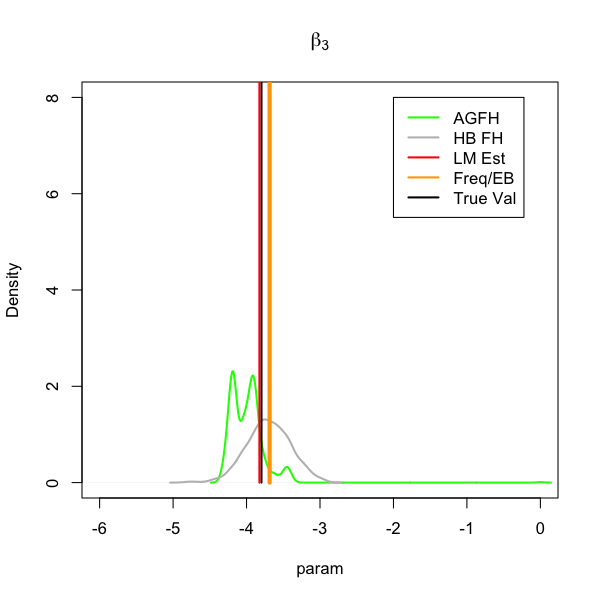 β3
Density
8
6
4
2
0
AGFH
HB FH
LM Est
Freq/EB
True Val
-6 -5 -4 -3 -2 -1 0
param